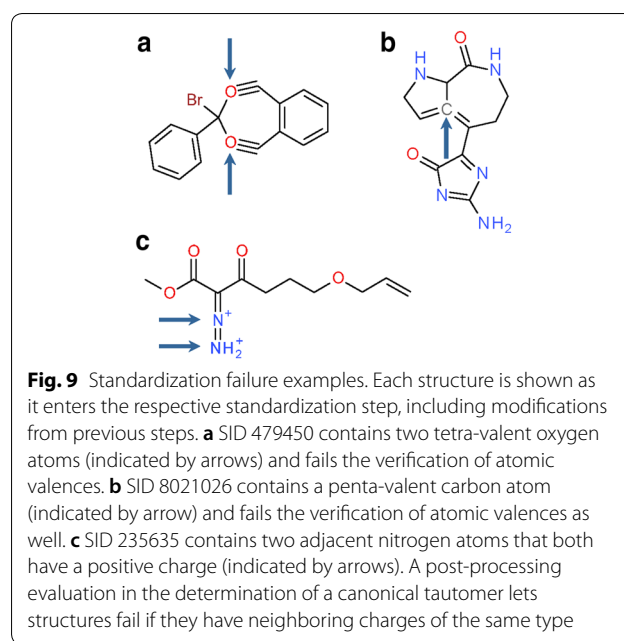 a
b
Br
O
O
O
H
N
H
N
C
O
N
N
NH2
c
O
O
O
O
N+
NH2+
Fig. 9 Standardization failure examples. Each structure is shown as
it enters the respective standardization step, including modifications
from previous steps. a SID 479450 contains two tetra-valent oxygen
atoms (indicated by arrows) and fails the verification of atomic
valences. b SID 8021026 contains a penta-valent carbon atom
(indicated by arrow) and fails the verification of atomic valences as
well. c SID 235635 contains two adjacent nitrogen atoms that both
have a positive charge (indicated by arrows). A post-processing
evaluation in the determination of a canonical tautomer lets
structures fail if they have neighboring charges of the same type